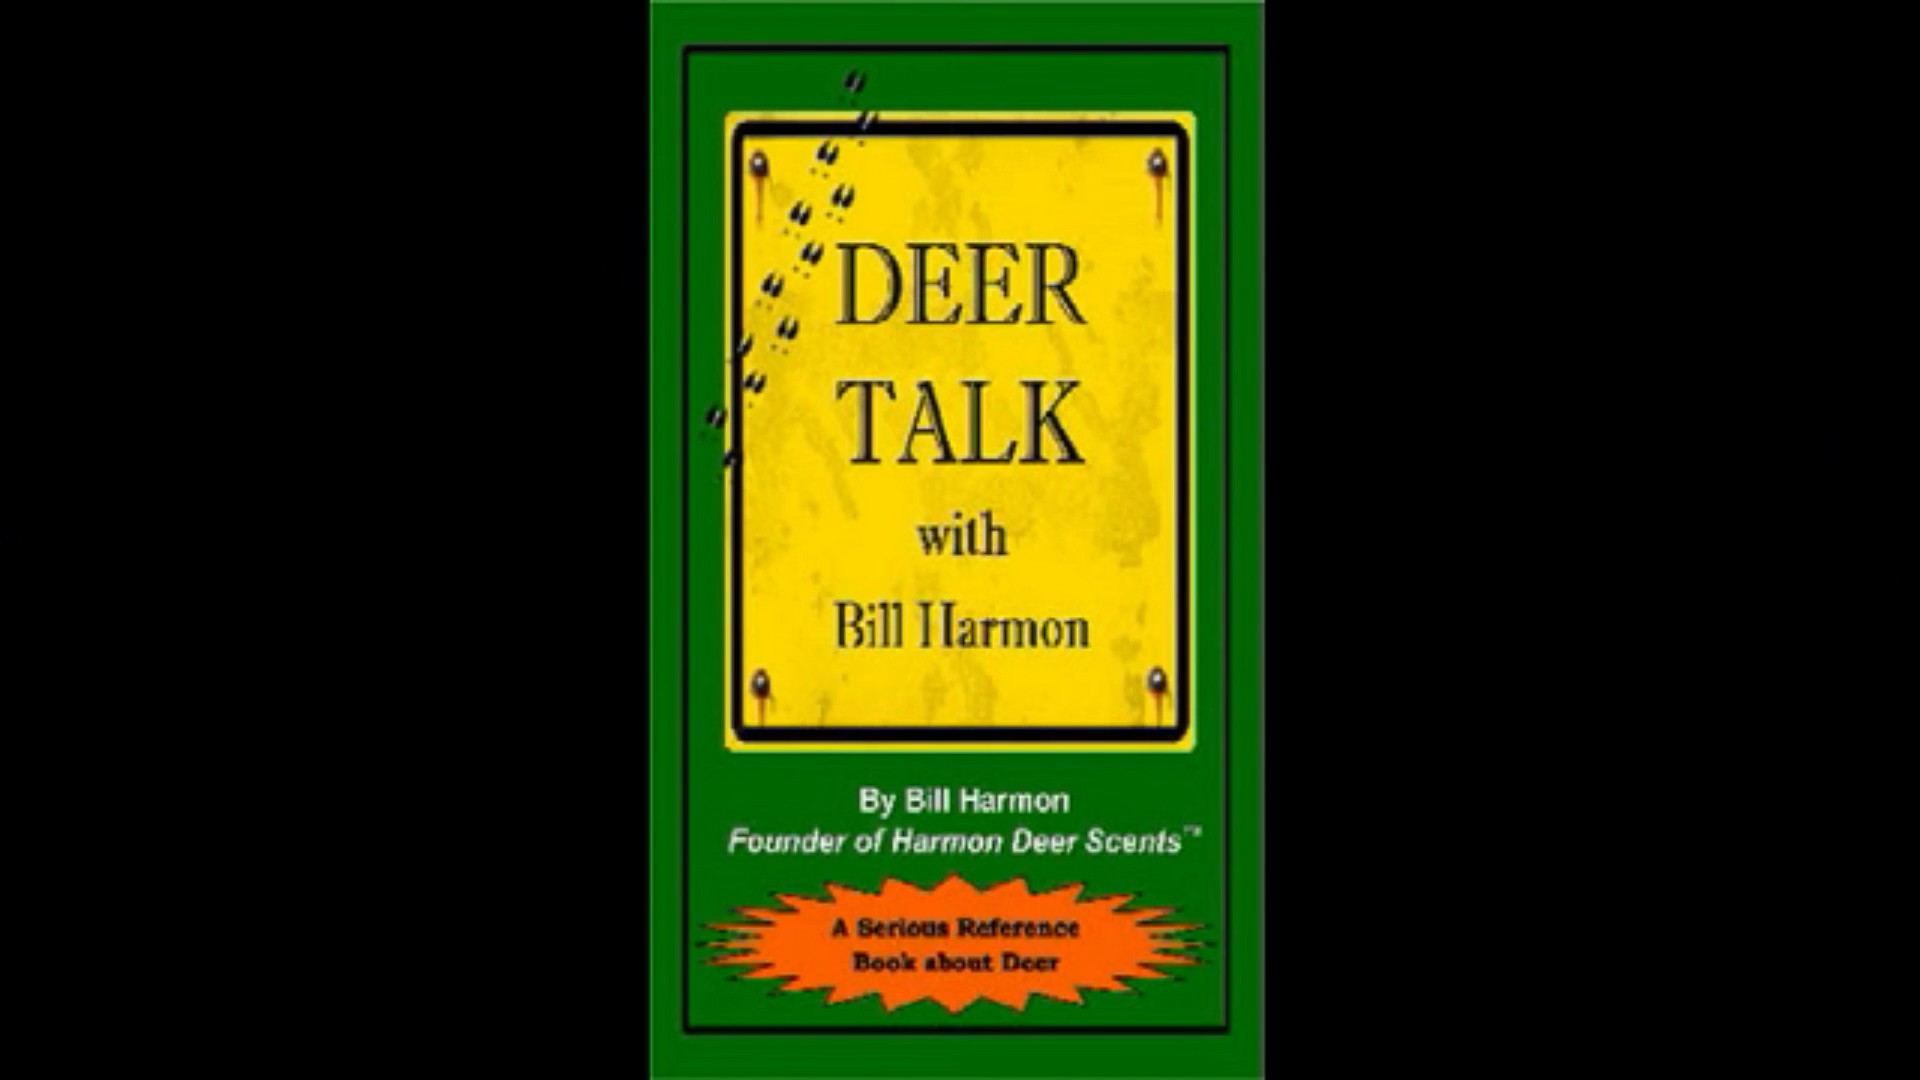 DEER
TALK
with
Bill Harmon
By Bill Harmon
Founder of Harmon Deer Scents™
A Serious Reference
Book about Deer